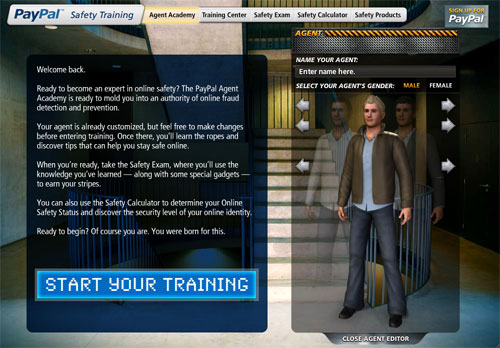 PayPal™ Safety Training
Agent Academy Training Center Safety Exam Safety Calculator Safety Products
SIGN UP FOR
PayPal
Welcome back.
Ready to become an expert in online safety? The PayPal Agent
Academy is ready to mold you into an authority of online fraud
detection and prevention.
Your agent is already customized, but feel free to make changes
before entering training. Once there, you'll learn the ropes and
discover tips that can help you stay safe online.
When you're ready, take the Safety Exam, where you'll use the
knowledge you've learned — along with some special gadgets —
to earn your stripes.
You can also use the Safety Calculator to determine your Online
Safety Status and discover the security level of your online identity.
Ready to begin? Of course you are. You were born for this.
START YOUR TRAINING
AGENT
NAME YOUR AGENT:
Enter name here.
SELECT YOUR AGENT'S GENDER: MALE FEMALE
CLOSE AGENT EDITOR